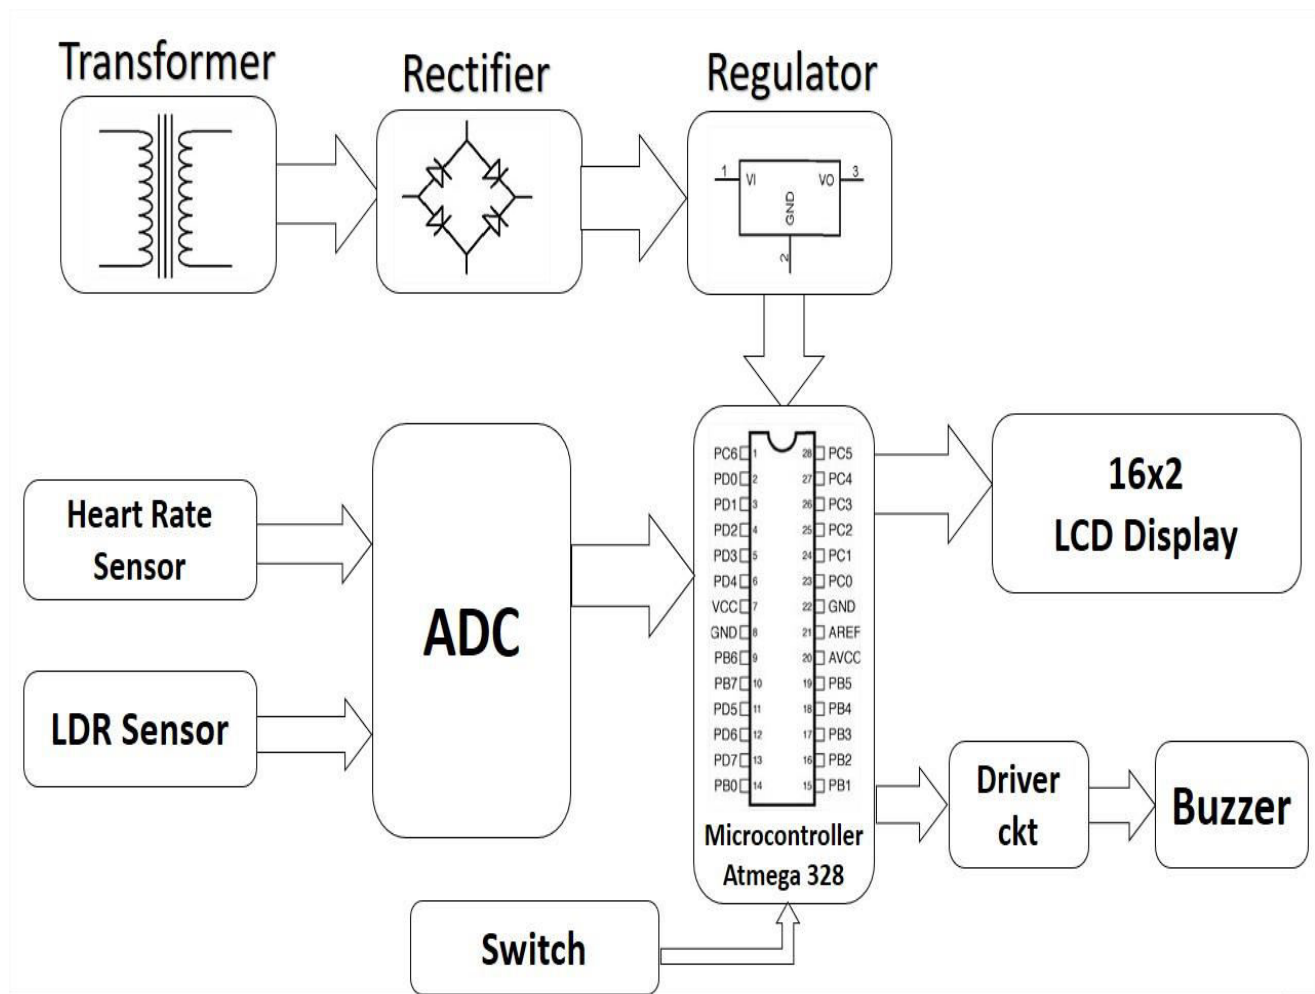 Transformer
Rectifier
Regulator
1 VI VO 3
GND
2
Heart Rate
Sensor
LDR Sensor
ADC
PC6 1 28 PC5
PD0 2 27 PC4
PD1 3 26 PC3
PD2 4 25 PC2
PD3 5 24 PC1
PD4 6 23 PC0
VCC 7 22 GND
GND 8 21 AREF
PB6 9 20 AVCC
PB7 10 19 PB5
PD5 11 18 PB4
PD6 12 17 PB3
PD7 13 16 PB2
PB0 14 15 PB1
Microcontroller
Atmega 328
16x2
LCD Display
Driver
ckt
Buzzer
Switch